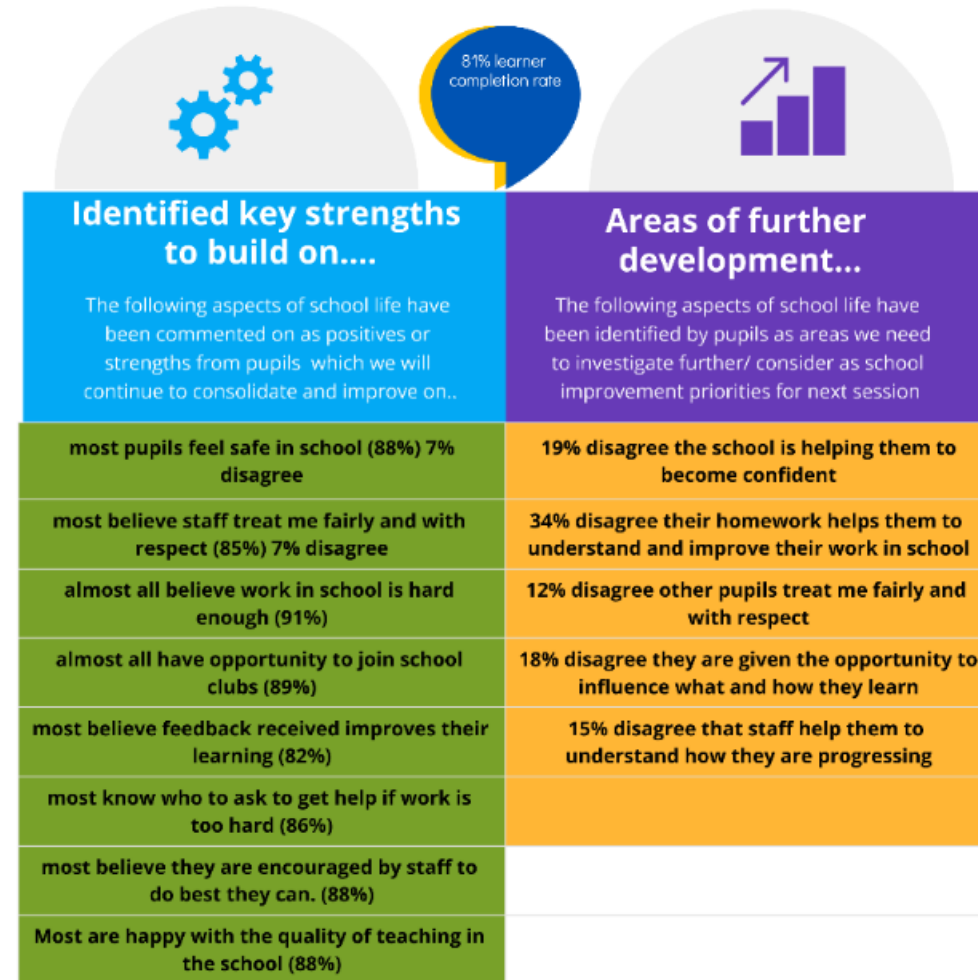 81% learner
completion rate
Identified key strengths
to build on....
The following aspects of school life have
been commented on as positives or
strengths from pupils which we will
continue to consolidate and improve on..
Areas of further
development...
The following aspects of school life have
been identified by pupils as areas we need
to investigate further/ consider as school
improvement priorities for next session
most pupils feel safe in school (88%) 7%
disagree
most believe staff treat me fairly and with
respect (85%) 7% disagree
almost all believe work in school is hard
enough (91%)
almost all have opportunity to join school
clubs (89%)
most believe feedback received improves their
learning (82%)
most know who to ask to get help if work is
too hard (86%)
most believe they are encouraged by staff to
do best they can. (88%)
Most are happy with the quality of teaching in
the school (88%)
19% disagree the school is helping them to
become confident
34% disagree their homework helps them to
understand and improve their work in school
12% disagree other pupils treat me fairly and
with respect
18% disagree they are given the opportunity to
influence what and how they learn
15% disagree that staff help them to
understand how they are progressing